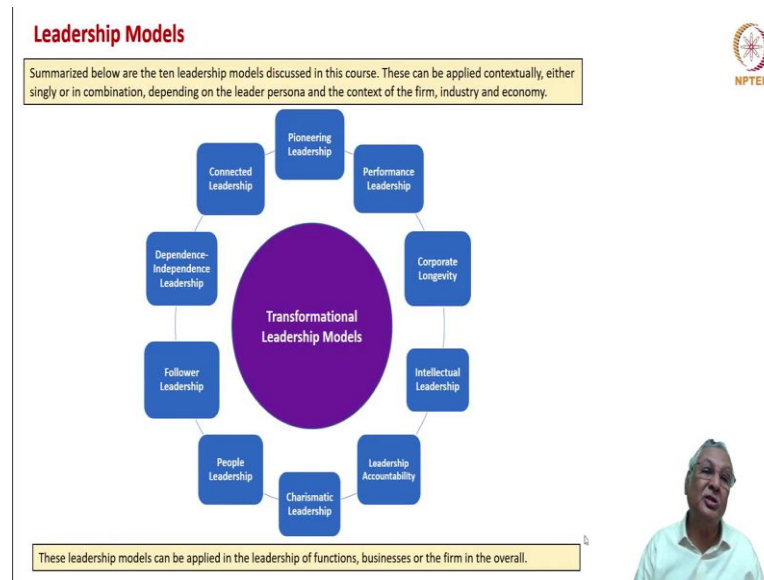 Leadership Models
Summarized below are the ten leadership models discussed in this course. These can be applied contextually, either
singly or in combination, depending on the leader persona and the context of the firm, industry and economy.
Pioneering
Leadership
Performance
Leadership
Corporate
Longevity
Intellectual
Leadership
Leadership
Accountability
Charismatic
Leadership
People
Leadership
Follower
Leadership
Dependence-
Independence
Leadership
Connected
Leadership
Transformational
Leadership Models
These leadership models can be applied in the leadership of functions, businesses or the firm in the overall.
NPTEL